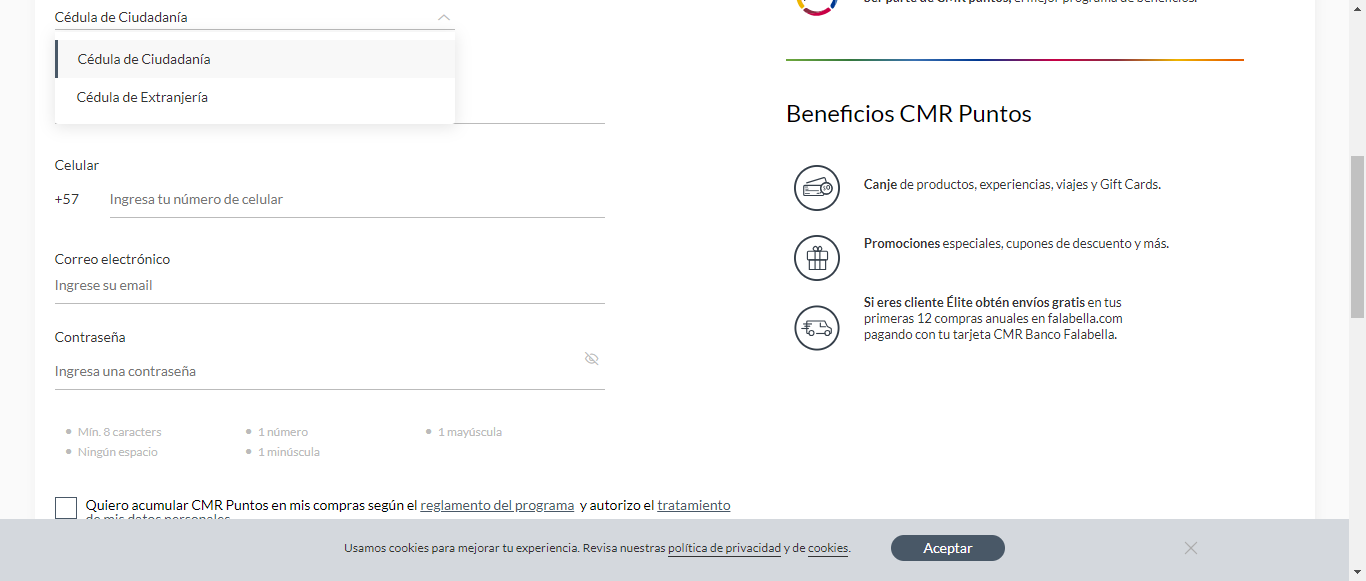 Cédula de Ciudadanía
Cédula de Ciudadanía
Cédula de Extranjería
Celular
+57 Ingresa tu número de celular
Correo electrónico
Ingrese su email
Contraseña
Ingresa una contraseña
Mín. 8 caracters
1 número
1 mayúscula
Ningún espacio
1 minúscula
Quiero acumular CMR Puntos en mis compras según el reglamento del programa y autorizo el tratamiento
de mis datos personales
ser parte de CMR puntos, el mejor programa de beneficios.
Beneficios CMR Puntos
Canje de productos, experiencias, viajes y Gift Cards.
Promociones especiales, cupones de descuento y más.
Si eres cliente Élite obtén envíos gratis en tus
primeras 12 compras anuales en falabella.com
pagando con tu tarjeta CMR Banco Falabella.
Usamos cookies para mejorar tu experiencia. Revisa nuestras política de privacidad y de cookies.
Aceptar